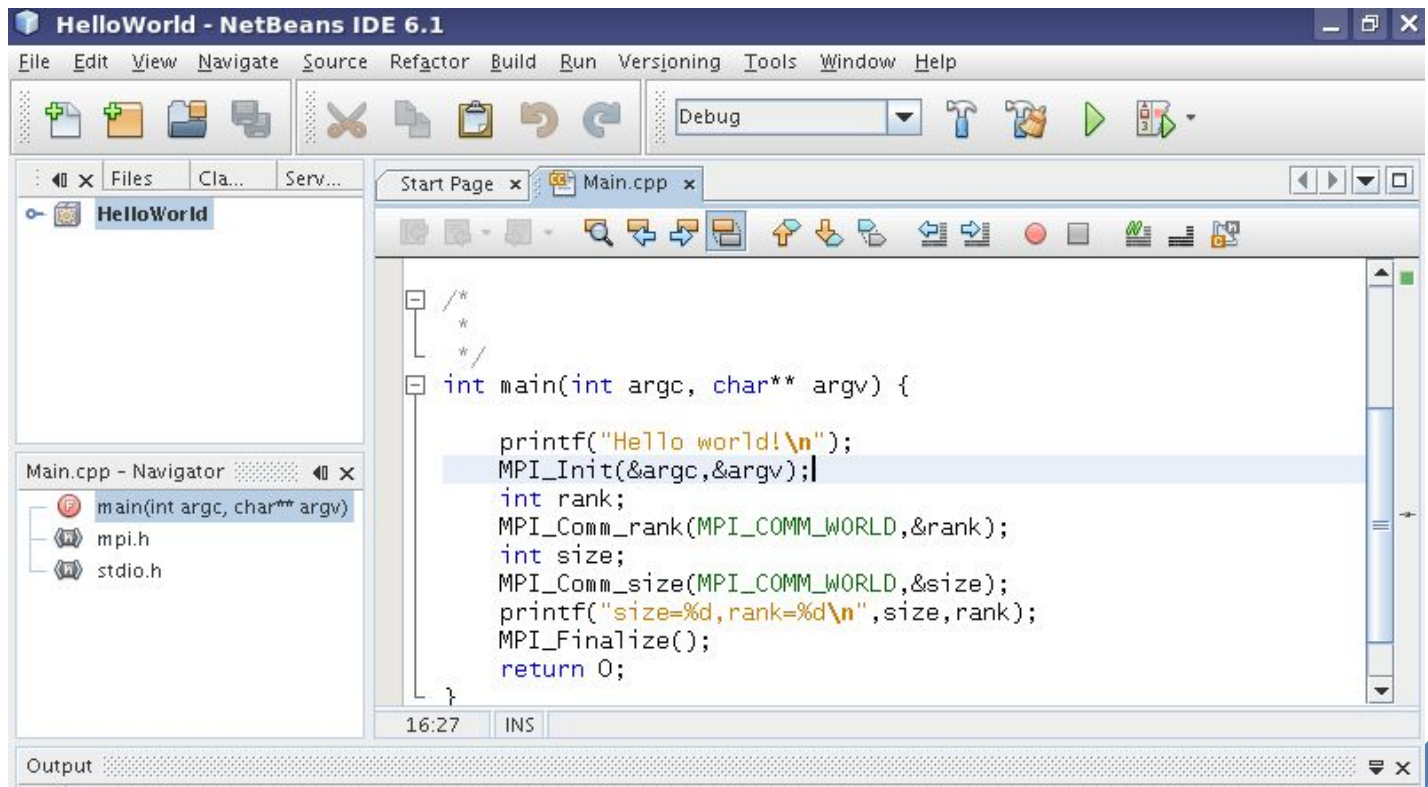 HelloWorld - NetBeans IDE 6.1
File Edit View Navigate Source Refactor Build Run Versioning Tools Window Help
Debug
Files Cla... Serv...
HelloWorld
Start Page Main.cpp
/*
*
*/
int main(int argc, char** argv) {
printf("Hello world!\n");
MPI_Init(&argc,&argv);
int rank;
MPI_Comm_rank(MPI_COMM_WORLD,&rank);
int size;
MPI_Comm_size(MPI_COMM_WORLD,&size);
printf("size=%d,rank=%d\n",size,rank);
MPI_Finalize();
return 0;
}
Main.cpp - Navigator
main(int argc, char** argv)
mpi.h
stdio.h
16:27 INS
Output